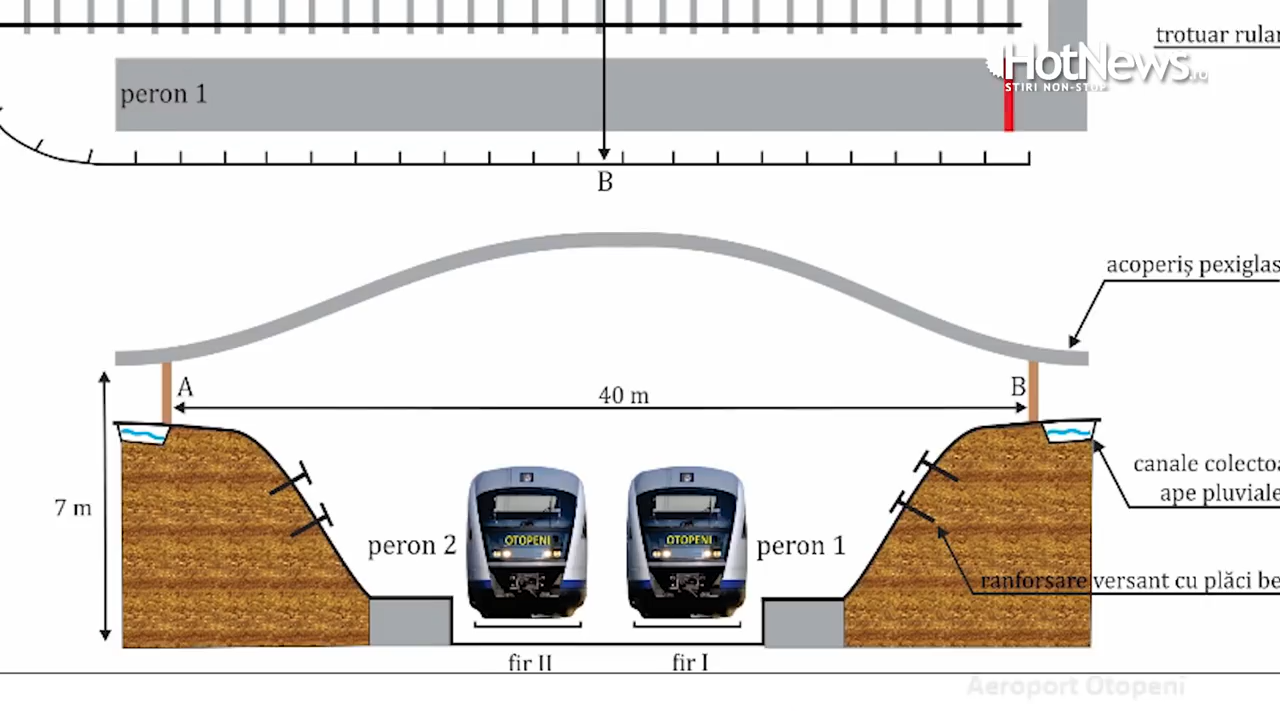 trotuar rular
HotNews.ro
STIRI NON-STOP
peron 1
B
acoperiș pexiglas
A
B
40 m
canale colectoa
ape pluviale
7 m
peron 2
OTOPENI
OTOPENI
peron 1
ranforsare versant cu plăci be
fir II
fir I
Aeroport Otopeni